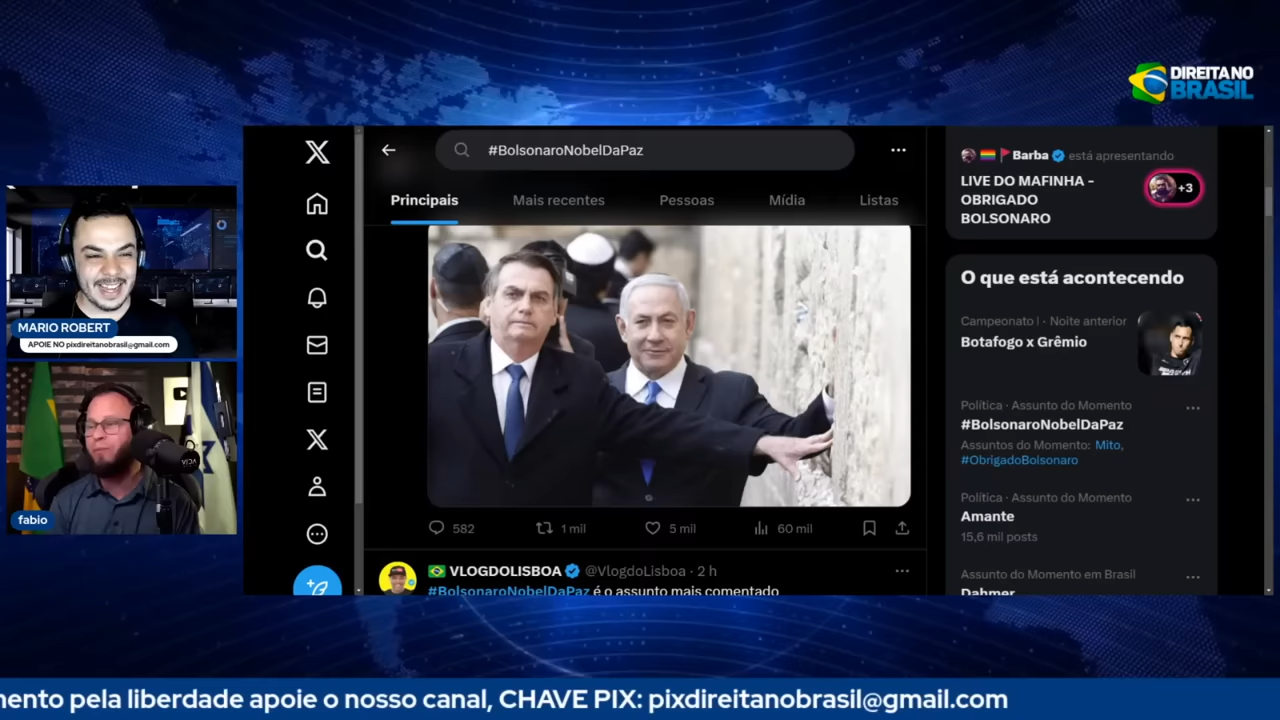 DIREITA NO
BRASIL
#BolsonaroNobelDaPaz
Principais
Mais recentes
Pessoas
Mídia
Listas
582
1 mil
5 mil
60 mil
VLOGDOLISBOA @VlogdoLisboa · 2 h
#BolsonaroNobelDaPaz é o assunto mais comentado
Barba está apresentando
LIVE DO MAFINHA -
OBRIGADO
BOLSONARO
+3
O que está acontecendo
Campeonato | · Noite anterior
Botafogo x Grêmio
Política · Assunto do Momento
#BolsonaroNobelDaPaz
Assuntos do Momento: Mito,
#ObrigadoBolsonaro
Política · Assunto do Momento
Amante
15,6 mil posts
Assunto do Momento em Brasil
Dahmer
MARIO ROBERT
APOIE NO pixdireitanobrasil@gmail.com
fabio
mento pela liberdade apoie o nosso canal, CHAVE PIX: pixdireitanobrasil@gmail.com